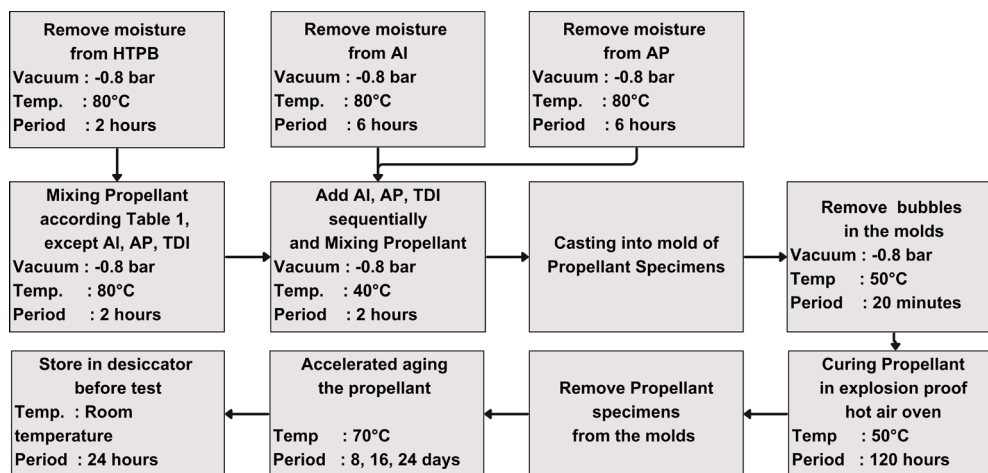 Remove moisture
from HTPB
Vacuum : -0.8 bar
Temp. : 80°C
Period : 2 hours
Remove moisture
from AI
Vacuum : -0.8 bar
Temp. : 80°C
Period : 6 hours
Remove moisture
from AP
Vacuum : -0.8 bar
Temp. : 80°C
Period : 6 hours
Mixing Propellant
according Table 1,
except AI, AP, TDI
Vacuum : -0.8 bar
Temp. : 80°C
Period : 2 hours
Add AI, AP, TDI
sequentially
and Mixing Propellant
Vacuum : -0.8 bar
Temp. : 40°C
Period : 2 hours
Casting into mold of
Propellant Specimens
Remove bubbles
in the molds
Vacuum : -0.8 bar
Temp : 50°C
Period : 20 minutes
Curing Propellant
in explosion proof
hot air oven
Temp : 50°C
Period : 120 hours
Remove Propellant
specimens
from the molds
Accelerated aging
the propellant
Temp : 70°C
Period : 8, 16, 24 days
Store in desiccator
before test
Temp. : Room
temperature
Period : 24 hours